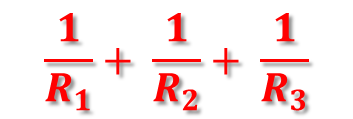 1/R₁ + 1/R₂ + 1/R₃